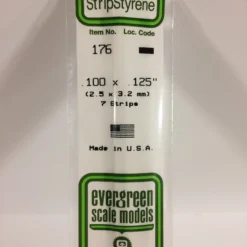 StripStyrene
Item No. Loc. Code
176
.100 x .125"
(2.5 x 3.2 mm)
7 Strips
Made in U.S.A.
evergreen
scale models